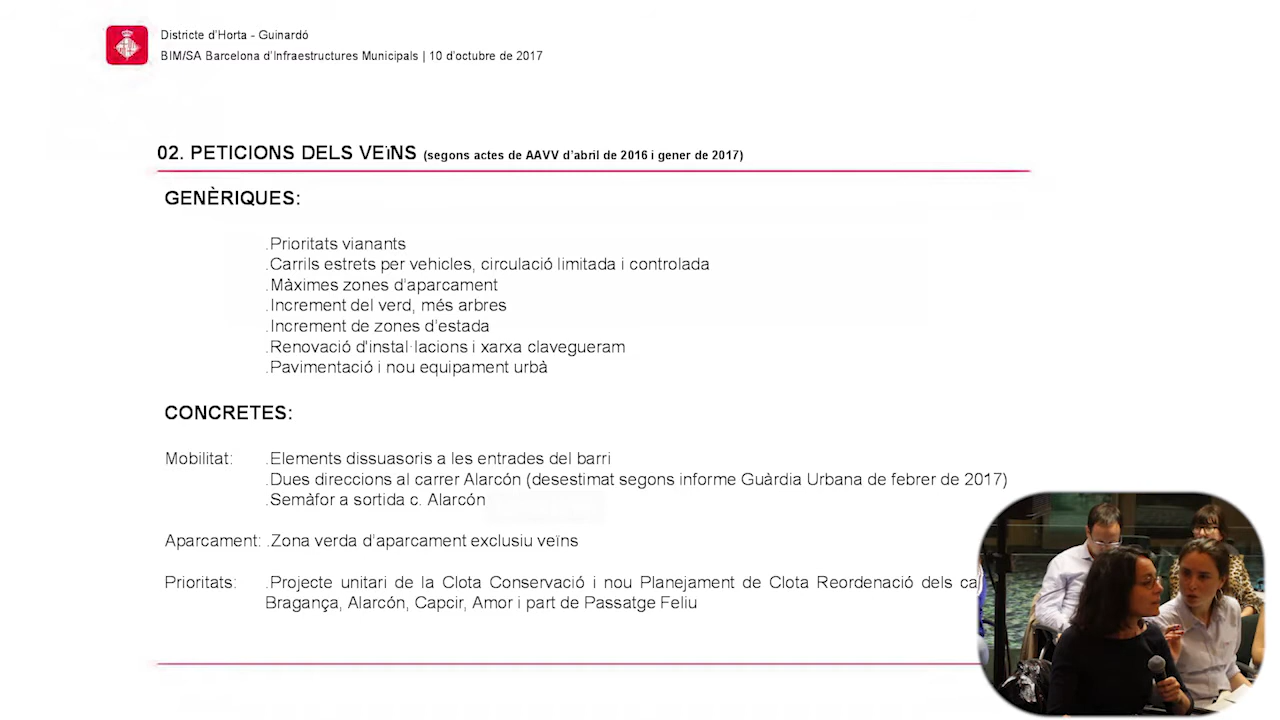 Districte d'Horta - Guinardó
BIM/SA Barcelona d'Infraestructures Municipals | 10 d'octubre de 2017
02. PETICIONS DELS VEïNS (segons actes de AAVV d'abril de 2016 i gener de 2017)
GENÈRIQUES:
.Prioritats vianants
.Carrils estrets per vehicles, circulació limitada i controlada
.Màximes zones d'aparcament
.Increment del verd, més arbres
.Increment de zones d'estada
.Renovació d'instal·lacions i xarxa clavegueram
.Pavimentació i nou equipament urbà
CONCRETES:
Mobilitat: .Elements dissuasoris a les entrades del barri
.Dues direccions al carrer Alarcón (desestimat segons informe Guàrdia Urbana de febrer de 2017)
.Semàfor a sortida c. Alarcón
Aparcament: .Zona verda d'aparcament exclusiu veïns
Prioritats: .Projecte unitari de la Clota Conservació i nou Planejament de Clota Reordenació dels
Bragança, Alarcón, Capcir, Amor i part de Passatge Feliu